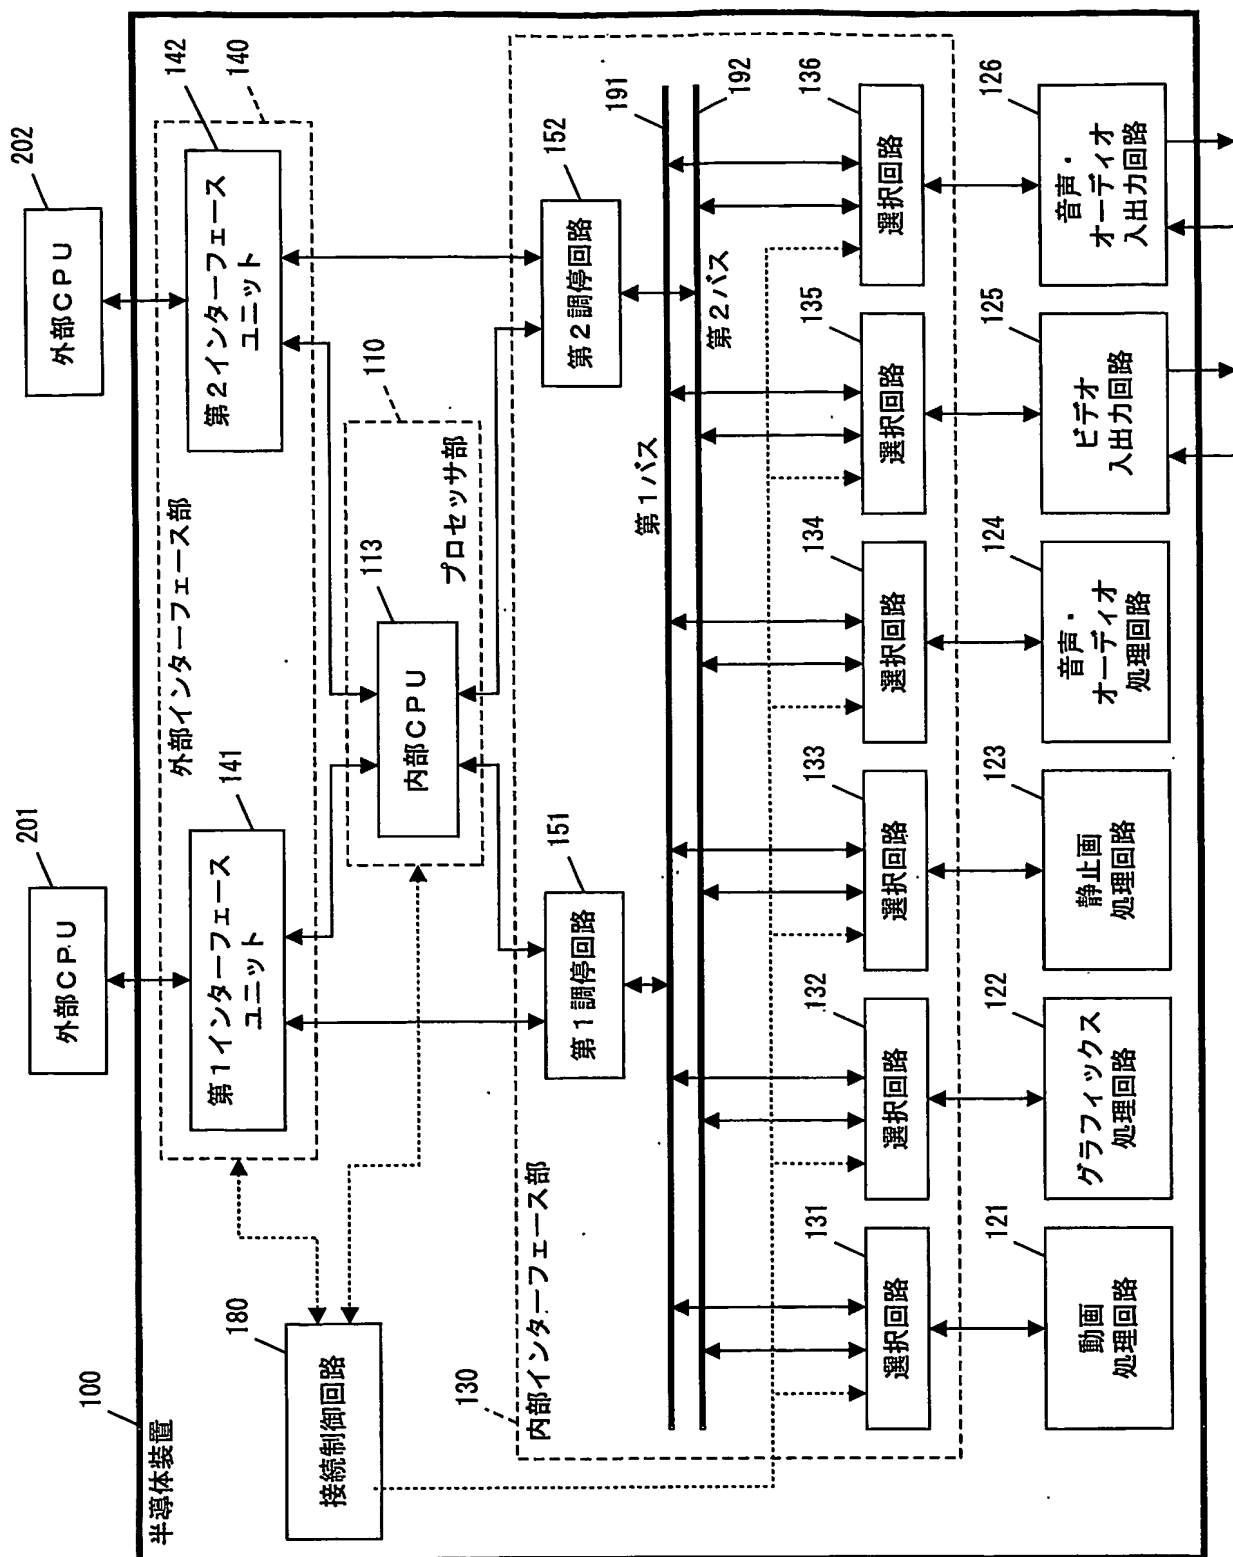 半導体装置
100
201
外部CPU
202
外部CPU
180
接続制御回路
外部インターフェース部
140
141
第1インターフェース
ユニット
142
第2インターフェース
ユニット
110
プロセッサ部
113
内部CPU
130
内部インターフェース部
151
第1調停回路
152
第2調停回路
第1バス
191
第2バス
192
131
選択回路
132
選択回路
133
選択回路
134
選択回路
135
選択回路
136
選択回路
121
動画
処理回路
122
グラフィックス
処理回路
123
静止画
処理回路
124
音声・
オーディオ
処理回路
125
ビデオ
入出力回路
126
音声・
オーディオ
入出力回路